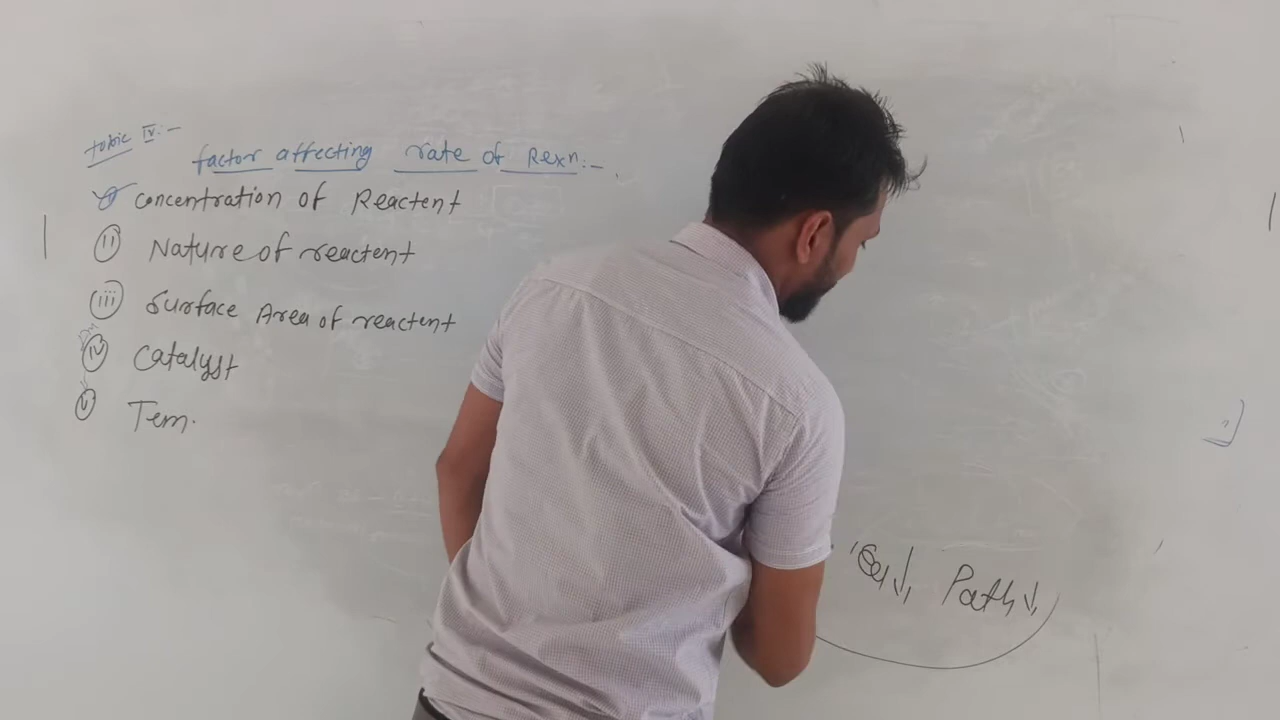 topic IV:-
factor affecting rate of Rexn:-
(i) Concentration of Reactent
(ii) Nature of reactent
(iii) Surface Area of reactent
(iv) Catalyst
(v) Tem.
Path↓,